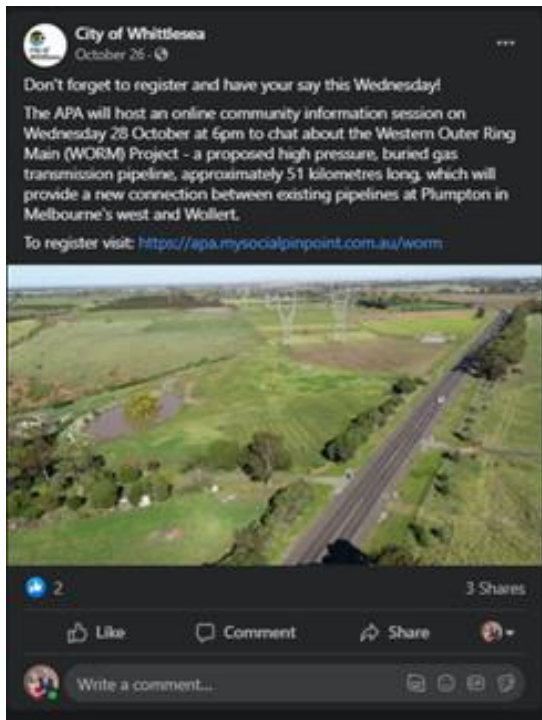 City of Whittlesea
October 26 ·
Don't forget to register and have your say this Wednesday!
The APA will host an online community information session on
Wednesday 28 October at 6pm to chat about the Western Outer Ring
Main (WORM) Project - a proposed high pressure, buried gas
transmission pipeline, approximately 51 kilometres long, which will
provide a new connection between existing pipelines at Plumpton in
Melbourne's west and Wollert.
To register visit: https://apa.mysocialpinpoint.com.au/worm
2
3 Shares
Like
Comment
Share
Write a comment...